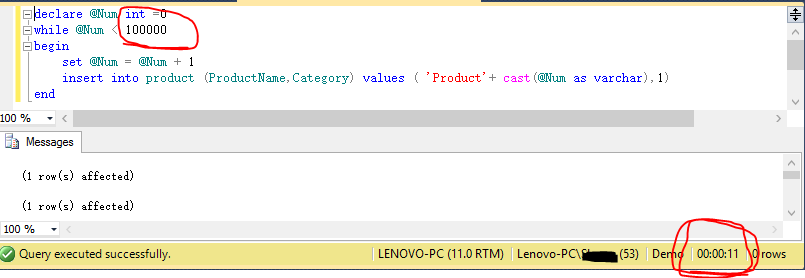 declare @Num int =0
while @Num < 100000
begin
set @Num = @Num + 1
insert into product (ProductName,Category) values ( 'Product'+ cast(@Num as varchar),1)
end
100 %
Messages
(1 row(s) affected)
(1 row(s) affected)
100 %
Query executed successfully. LENOVO-PC (11.0 RTM) Lenovo-PC\ (53) Demo 00:00:11 0 rows